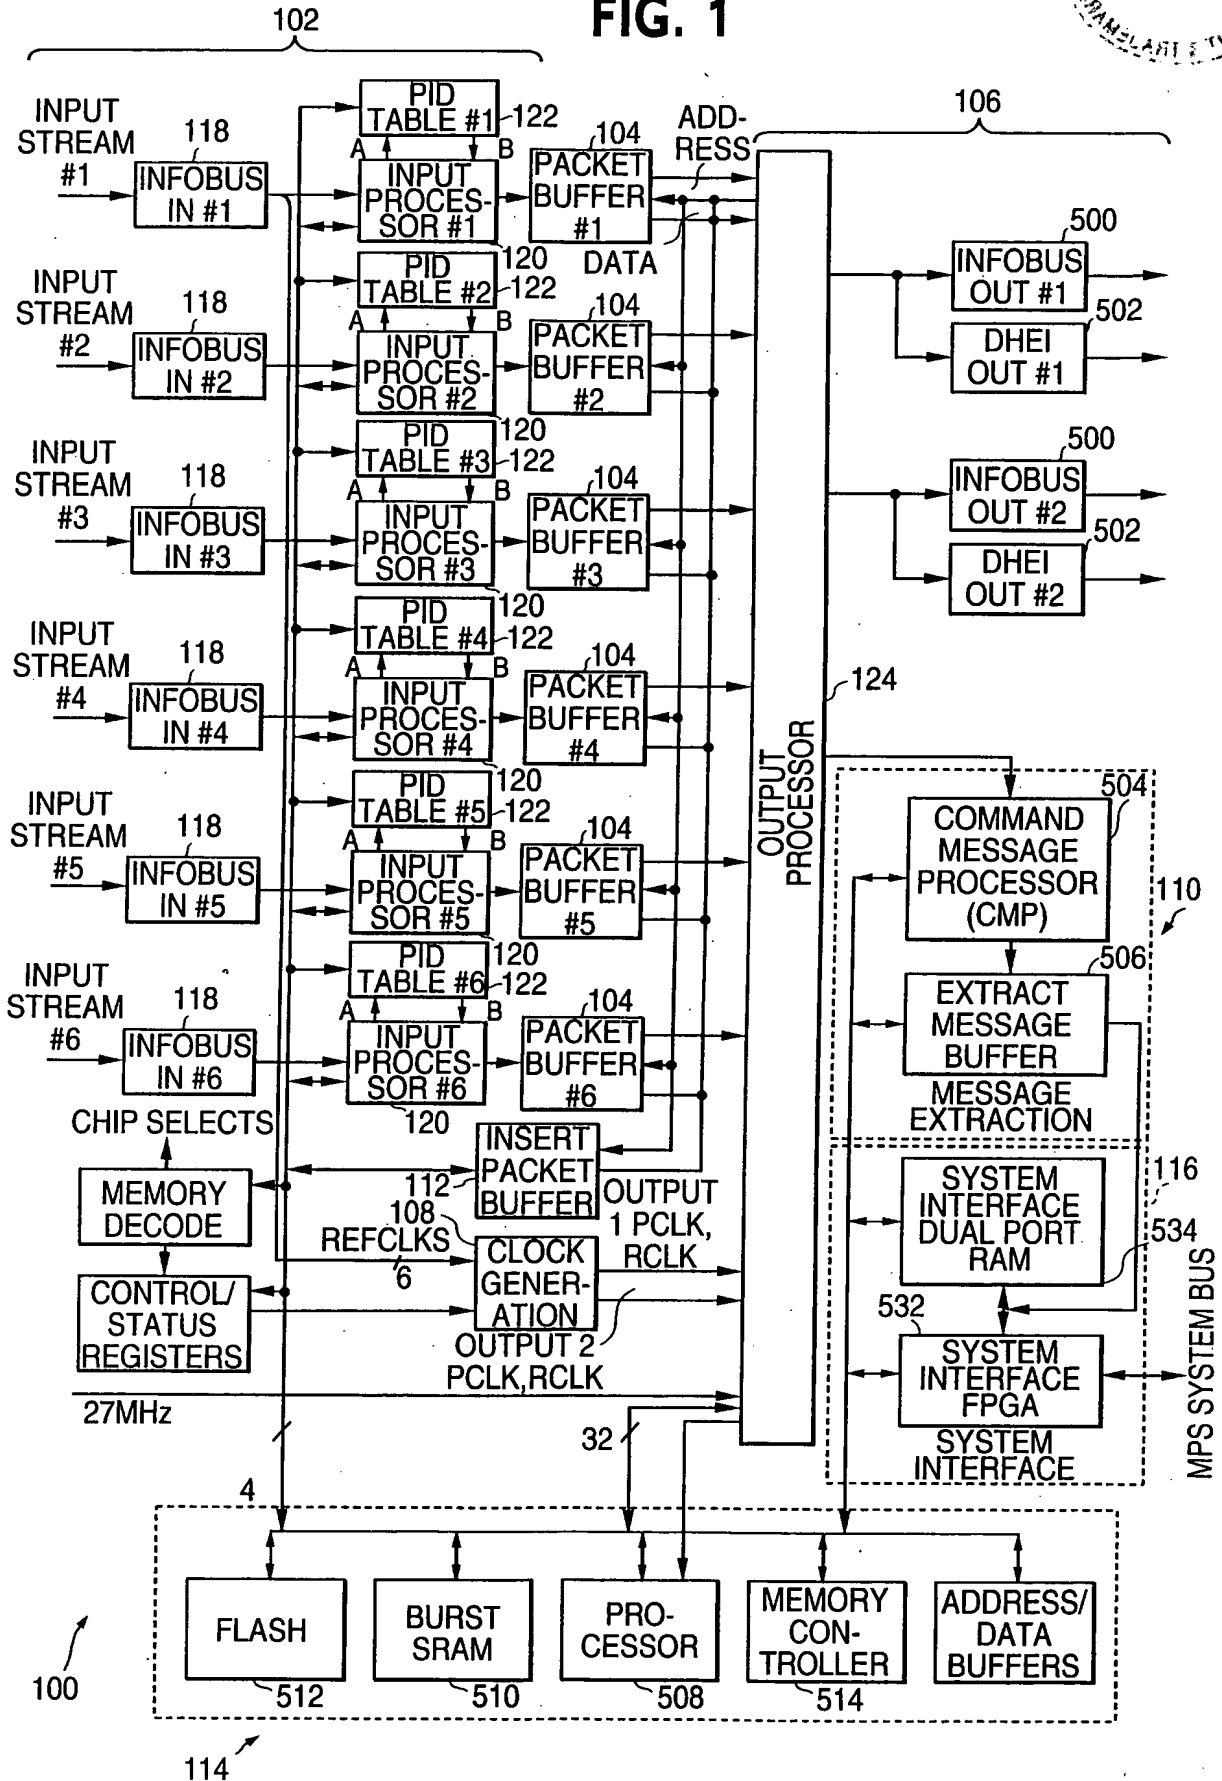 FIG. 1
102
106
INPUT
STREAM
#1
118
INFOBUS
IN #1
PID
TABLE #1
122
A
B
INPUT
PROCES-
SOR #1
120
104
PACKET
BUFFER
#1
ADD-
RESS
DATA
INPUT
STREAM
#2
118
INFOBUS
IN #2
PID
TABLE #2
122
A
B
INPUT
PROCES-
SOR #2
120
104
PACKET
BUFFER
#2
INPUT
STREAM
#3
118
INFOBUS
IN #3
PID
TABLE #3
122
A
B
INPUT
PROCES-
SOR #3
120
104
PACKET
BUFFER
#3
INPUT
STREAM
#4
118
INFOBUS
IN #4
PID
TABLE #4
122
A
B
INPUT
PROCES-
SOR #4
120
104
PACKET
BUFFER
#4
INPUT
STREAM
#5
118
INFOBUS
IN #5
PID
TABLE #5
122
A
B
INPUT
PROCES-
SOR #5
120
104
PACKET
BUFFER
#5
INPUT
STREAM
#6
118
INFOBUS
IN #6
PID
TABLE #6
122
A
B
INPUT
PROCES-
SOR #6
120
104
PACKET
BUFFER
#6
OUTPUT
PROCESSOR
124
500
INFOBUS
OUT #1
502
DHEI
OUT #1
500
INFOBUS
OUT #2
502
DHEI
OUT #2
504
COMMAND
MESSAGE
PROCESSOR
(CMP)
110
506
EXTRACT
MESSAGE
BUFFER
MESSAGE
EXTRACTION
116
SYSTEM
INTERFACE
DUAL PORT
RAM
534
532
SYSTEM
INTERFACE
FPGA
SYSTEM
INTERFACE
MPS SYSTEM BUS
CHIP SELECTS
MEMORY
DECODE
CONTROL/
STATUS
REGISTERS
INSERT
PACKET
BUFFER
112
108
REFCLKS
6
CLOCK
GENER-
ATION
OUTPUT
1 PCLK,
RCLK
OUTPUT 2
PCLK,RCLK
27MHz
32
4
FLASH
512
BURST
SRAM
510
PRO-
CESSOR
508
MEMORY
CON-
TROLLER
514
ADDRESS/
DATA
BUFFERS
100
114